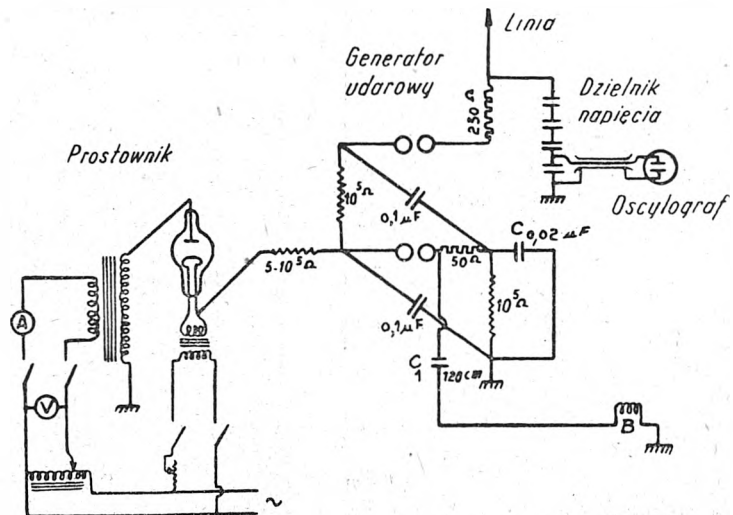 Linia
Generator
udarowy
Dzielnik
napięcia
250 Ω
Prostownik
10⁵Ω
0,1 μF
Oscylograf
C 0,02 μF
5·10⁵Ω
50Ω
10⁵Ω
A
0,1 μF
C
1
120cm
V
B
~